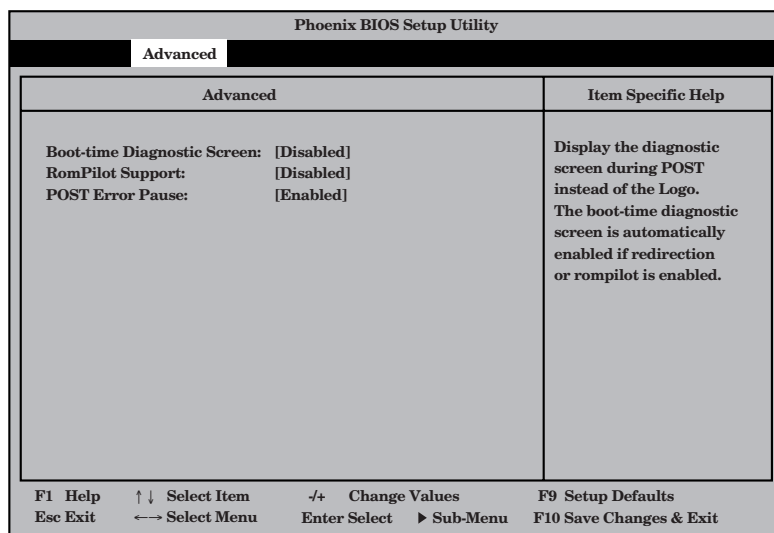 Phoenix BIOS Setup Utility
Advanced
Advanced
Item Specific Help
Boot-time Diagnostic Screen: [Disabled]
RomPilot Support: [Disabled]
POST Error Pause: [Enabled]
Display the diagnostic
screen during POST
instead of the Logo.
The boot-time diagnostic
screen is automatically
enabled if redirection
or rompilot is enabled.
F1 Help ↑↓ Select Item -/+ Change Values F9 Setup Defaults
Esc Exit ←→ Select Menu Enter Select ▶ Sub-Menu F10 Save Changes & Exit